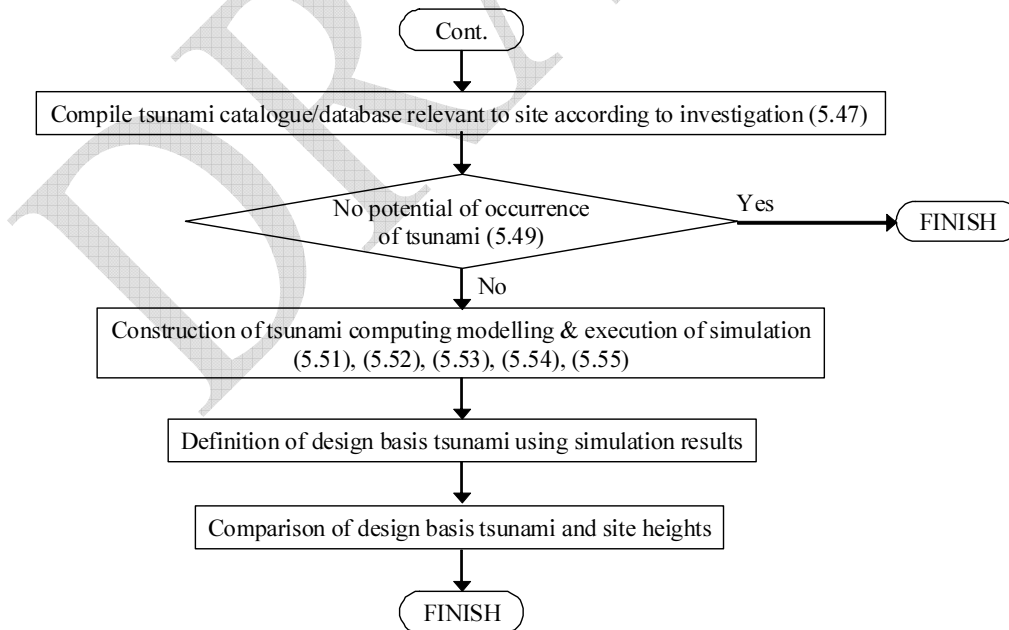 Cont.
Compile tsunami catalogue/database relevant to site according to investigation (5.47)
No potential of occurrence
of tsunami (5.49)
Yes
FINISH
No
Construction of tsunami computing modelling & execution of simulation
(5.51), (5.52), (5.53), (5.54), (5.55)
Definition of design basis tsunami using simulation results
Comparison of design basis tsunami and site heights
FINISH